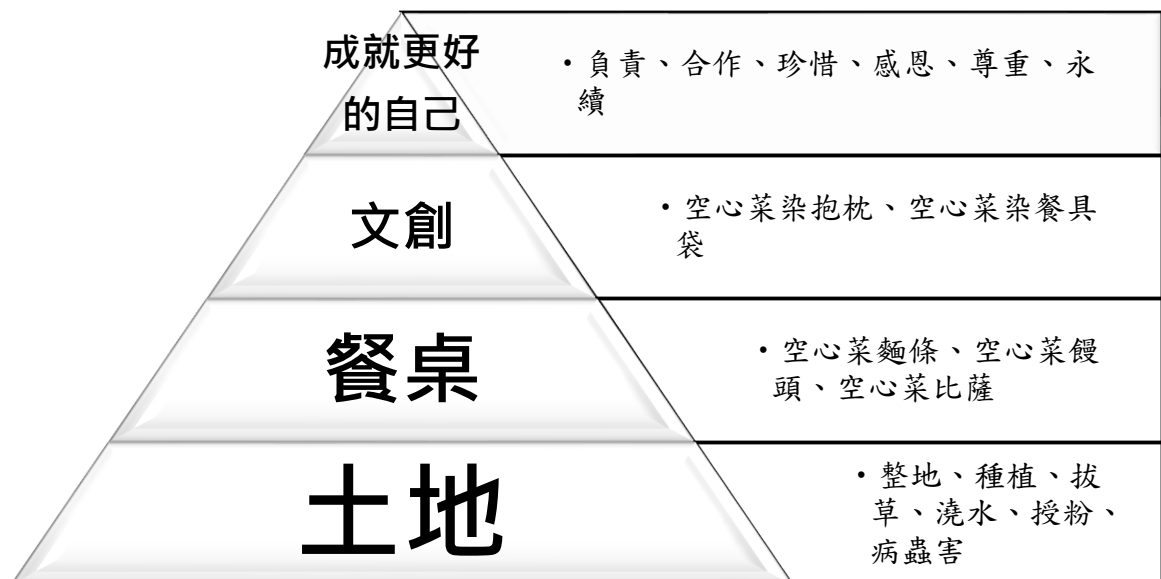 成就更好
的自己
・負責、合作、珍惜、感恩、尊重、永
續
文創
・空心菜染抱枕、空心菜染餐具
袋
餐桌
・空心菜麵條、空心菜饅
頭、空心菜比薩
土地
・整地、種植、拔
草、澆水、授粉、
病蟲害